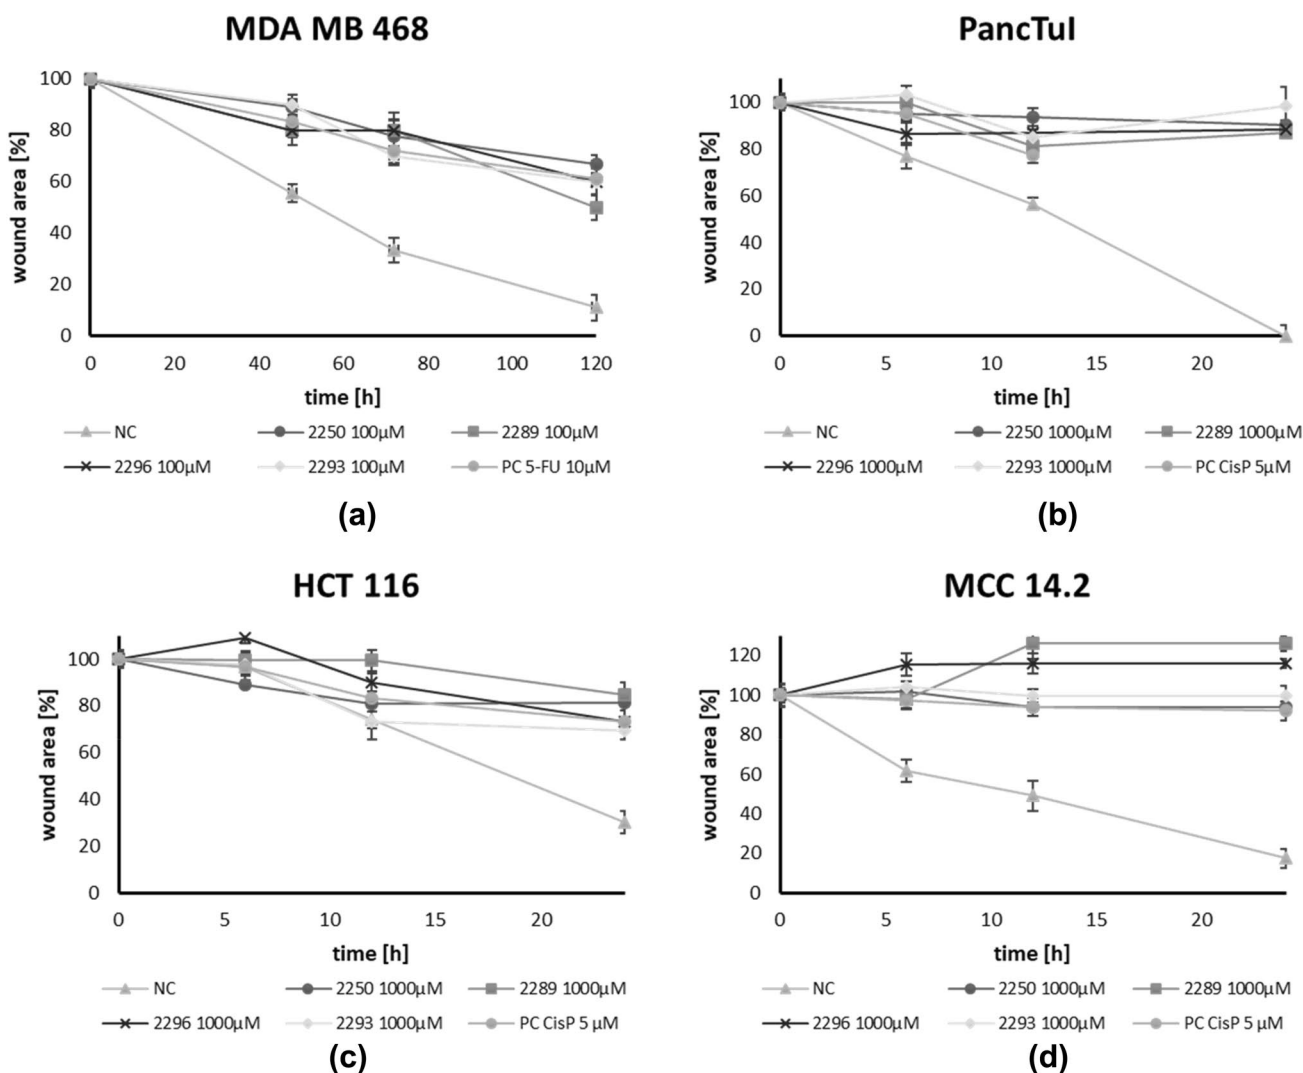 MDA MB 468
wound area [%]
100
80
60
40
20
0
0 20 40 60 80 100 120
time [h]
NC 2250 100µM 2289 100µM
2296 100µM 2293 100µM PC 5-FU 10µM
(a)
PancTuI
wound area [%]
100
80
60
40
20
0
0 5 10 15 20
time [h]
NC 2250 1000µM 2289 1000µM
2296 1000µM 2293 1000µM PC CisP 5µM
(b)
HCT 116
wound area [%]
100
80
60
40
20
0
0 5 10 15 20
time [h]
NC 2250 1000µM 2289 1000µM
2296 1000µM 2293 1000µM PC CisP 5 µM
(c)
MCC 14.2
wound area [%]
120
100
80
60
40
20
0
0 5 10 15 20
time [h]
NC 2250 1000µM 2289 1000µM
2296 1000µM 2293 1000µM PC CisP 5 µM
(d)